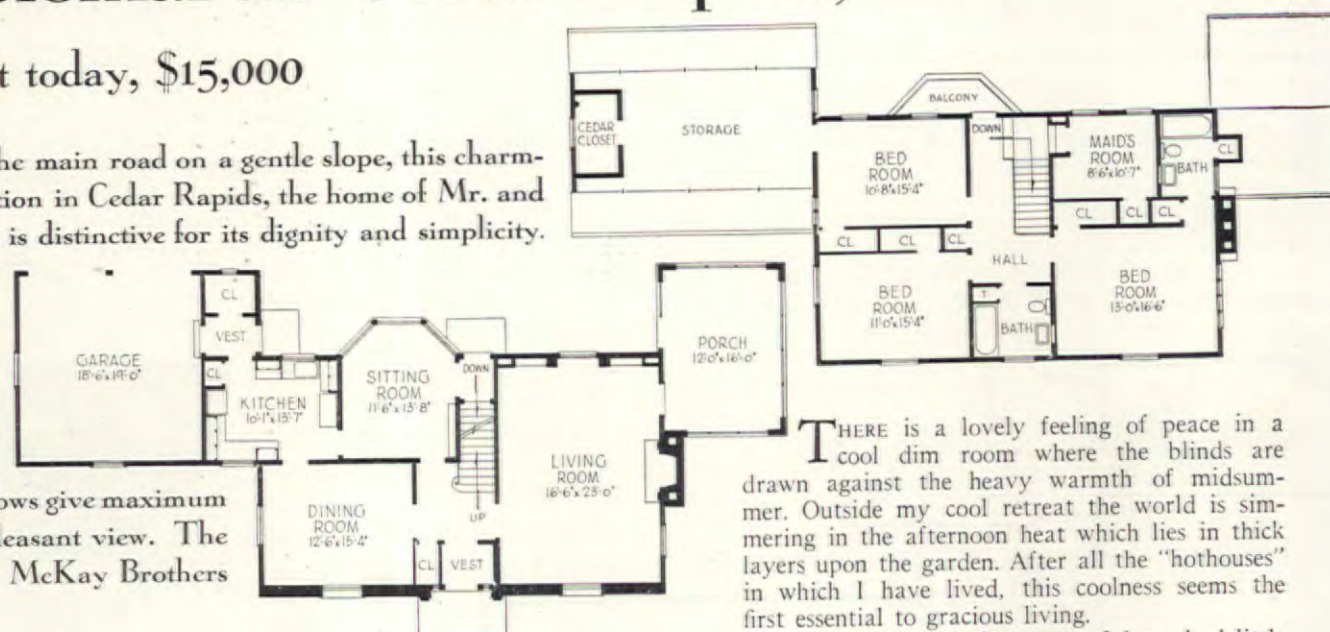 t today, $15,000
he main road on a gentle slope, this charm-
tion in Cedar Rapids, the home of Mr. and
is distinctive for its dignity and simplicity.
CEDAR
CLOSET
STORAGE
BALCONY
DOWN
BED
ROOM
10'-8"x15'-4"
MAID'S
ROOM
8'-6"x10'-7"
BATH
CL
CL
CL
CL
CL
CL
CL
HALL
BED
ROOM
11'-0"x15'-4"
T
BATH
BED
ROOM
13'-0"x16'-6"
GARAGE
18'-6"x19'-0"
CL
VEST
CL
KITCHEN
10'-1"x13'-7"
SITTING
ROOM
11'-6"x13'-8"
DOWN
PORCH
12'-0"x16'-0"
LIVING
ROOM
16'-6"x23'-0"
DINING
ROOM
12'-6"x15'-4"
UP
CL
VEST
ows give maximum
leasant view. The
McKay Brothers
THERE is a lovely feeling of peace in a
cool dim room where the blinds are
drawn against the heavy warmth of midsum-
mer. Outside my cool retreat the world is sim-
mering in the afternoon heat which lies in thick
layers upon the garden. After all the "hothouses"
in which I have lived, this coolness seems the
first essential to gracious living.